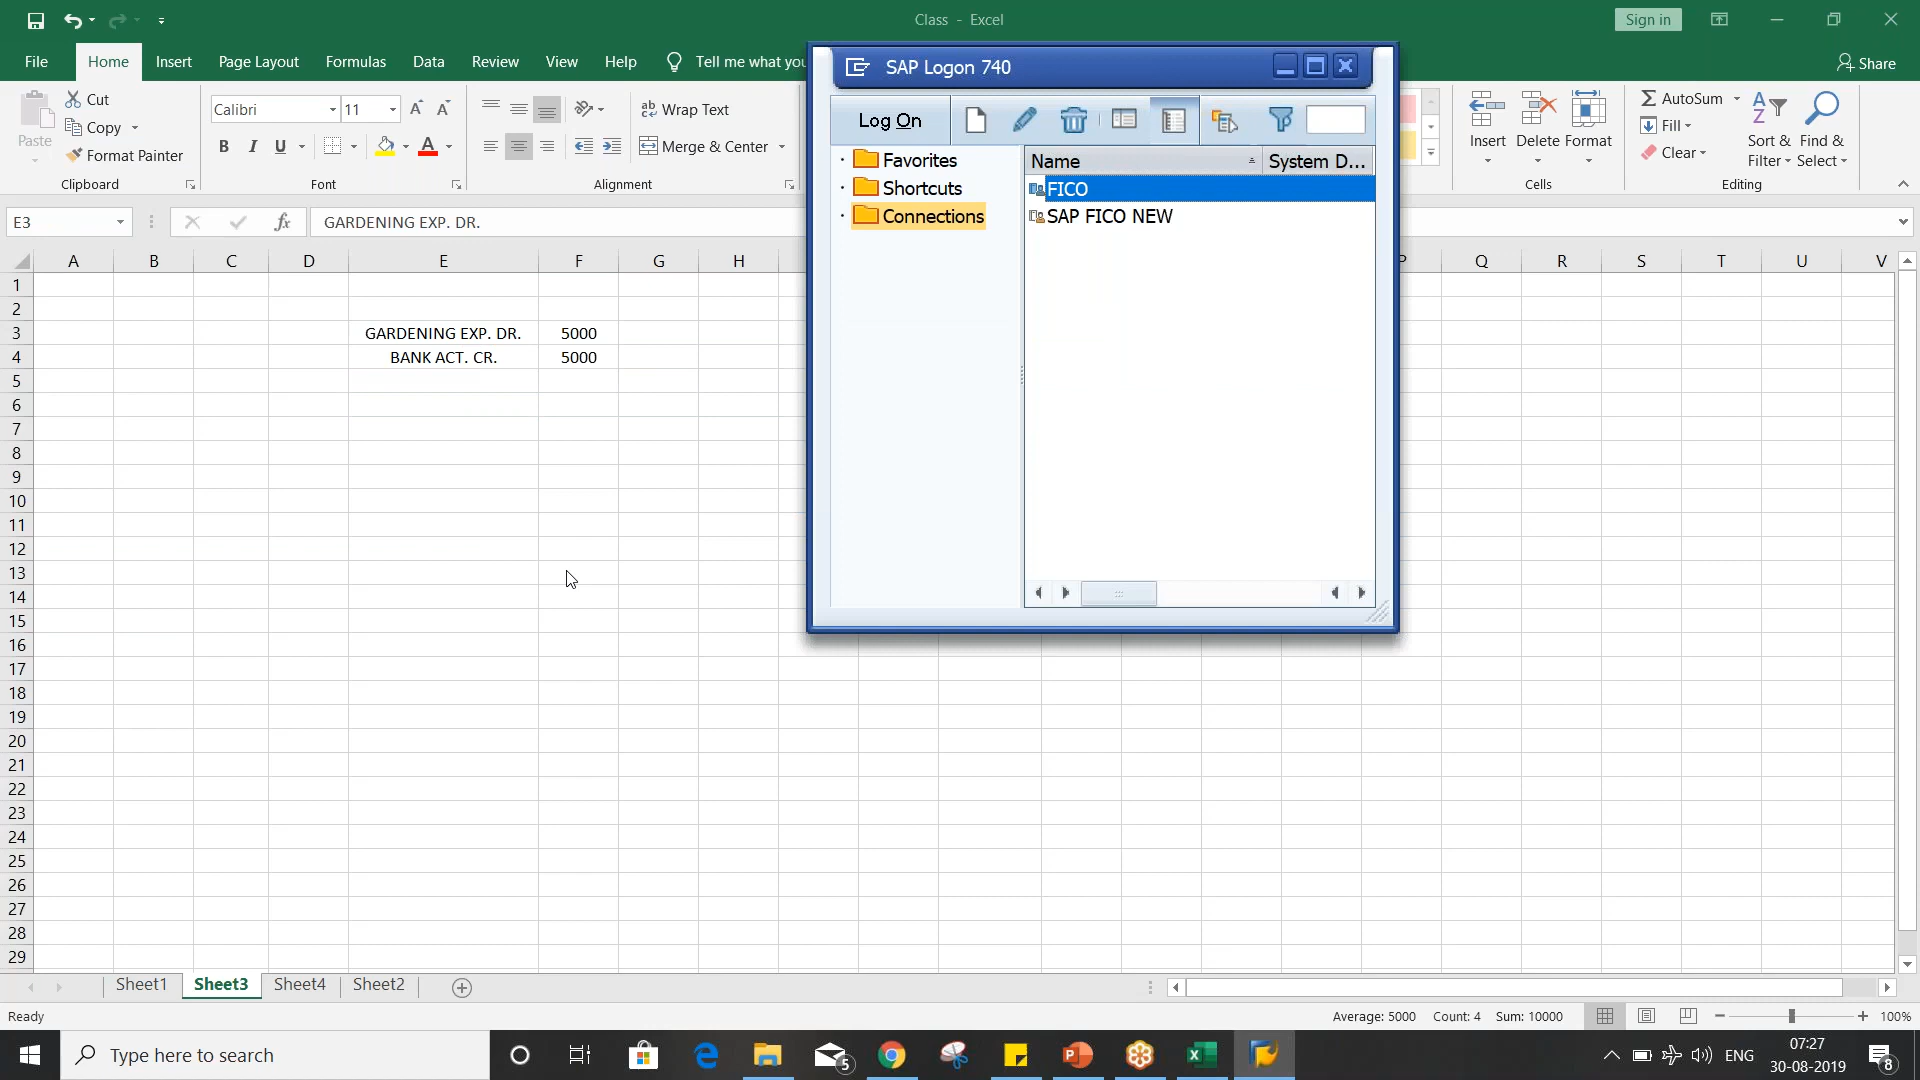 Class - Excel
Sign in
File
Home
Insert
Page Layout
Formulas
Data
Review
View
Help
Tell me what you
Share
Paste
Cut
Copy
Format Painter
Clipboard
Calibri
11
B I U
A
Font
Wrap Text
Merge & Center
Alignment
Insert
Delete
Format
Cells
AutoSum
Fill
Clear
Sort & Filter
Find & Select
Editing
SAP Logon 740
Log On
Favorites
Shortcuts
Connections
Name
System D...
FICO
SAP FICO NEW
E3
fx
GARDENING EXP. DR.
A B C D E F G H P Q R S T U V
1
2
3 GARDENING EXP. DR. 5000
4 BANK ACT. CR. 5000
5
6
7
8
9
10
11
12
13
14
15
16
17
18
19
20
21
22
23
24
25
26
27
28
29
Sheet1
Sheet3
Sheet4
Sheet2
Ready
Average: 5000 Count: 4 Sum: 10000
100%
Type here to search
5
ENG
07:27
30-08-2019
8